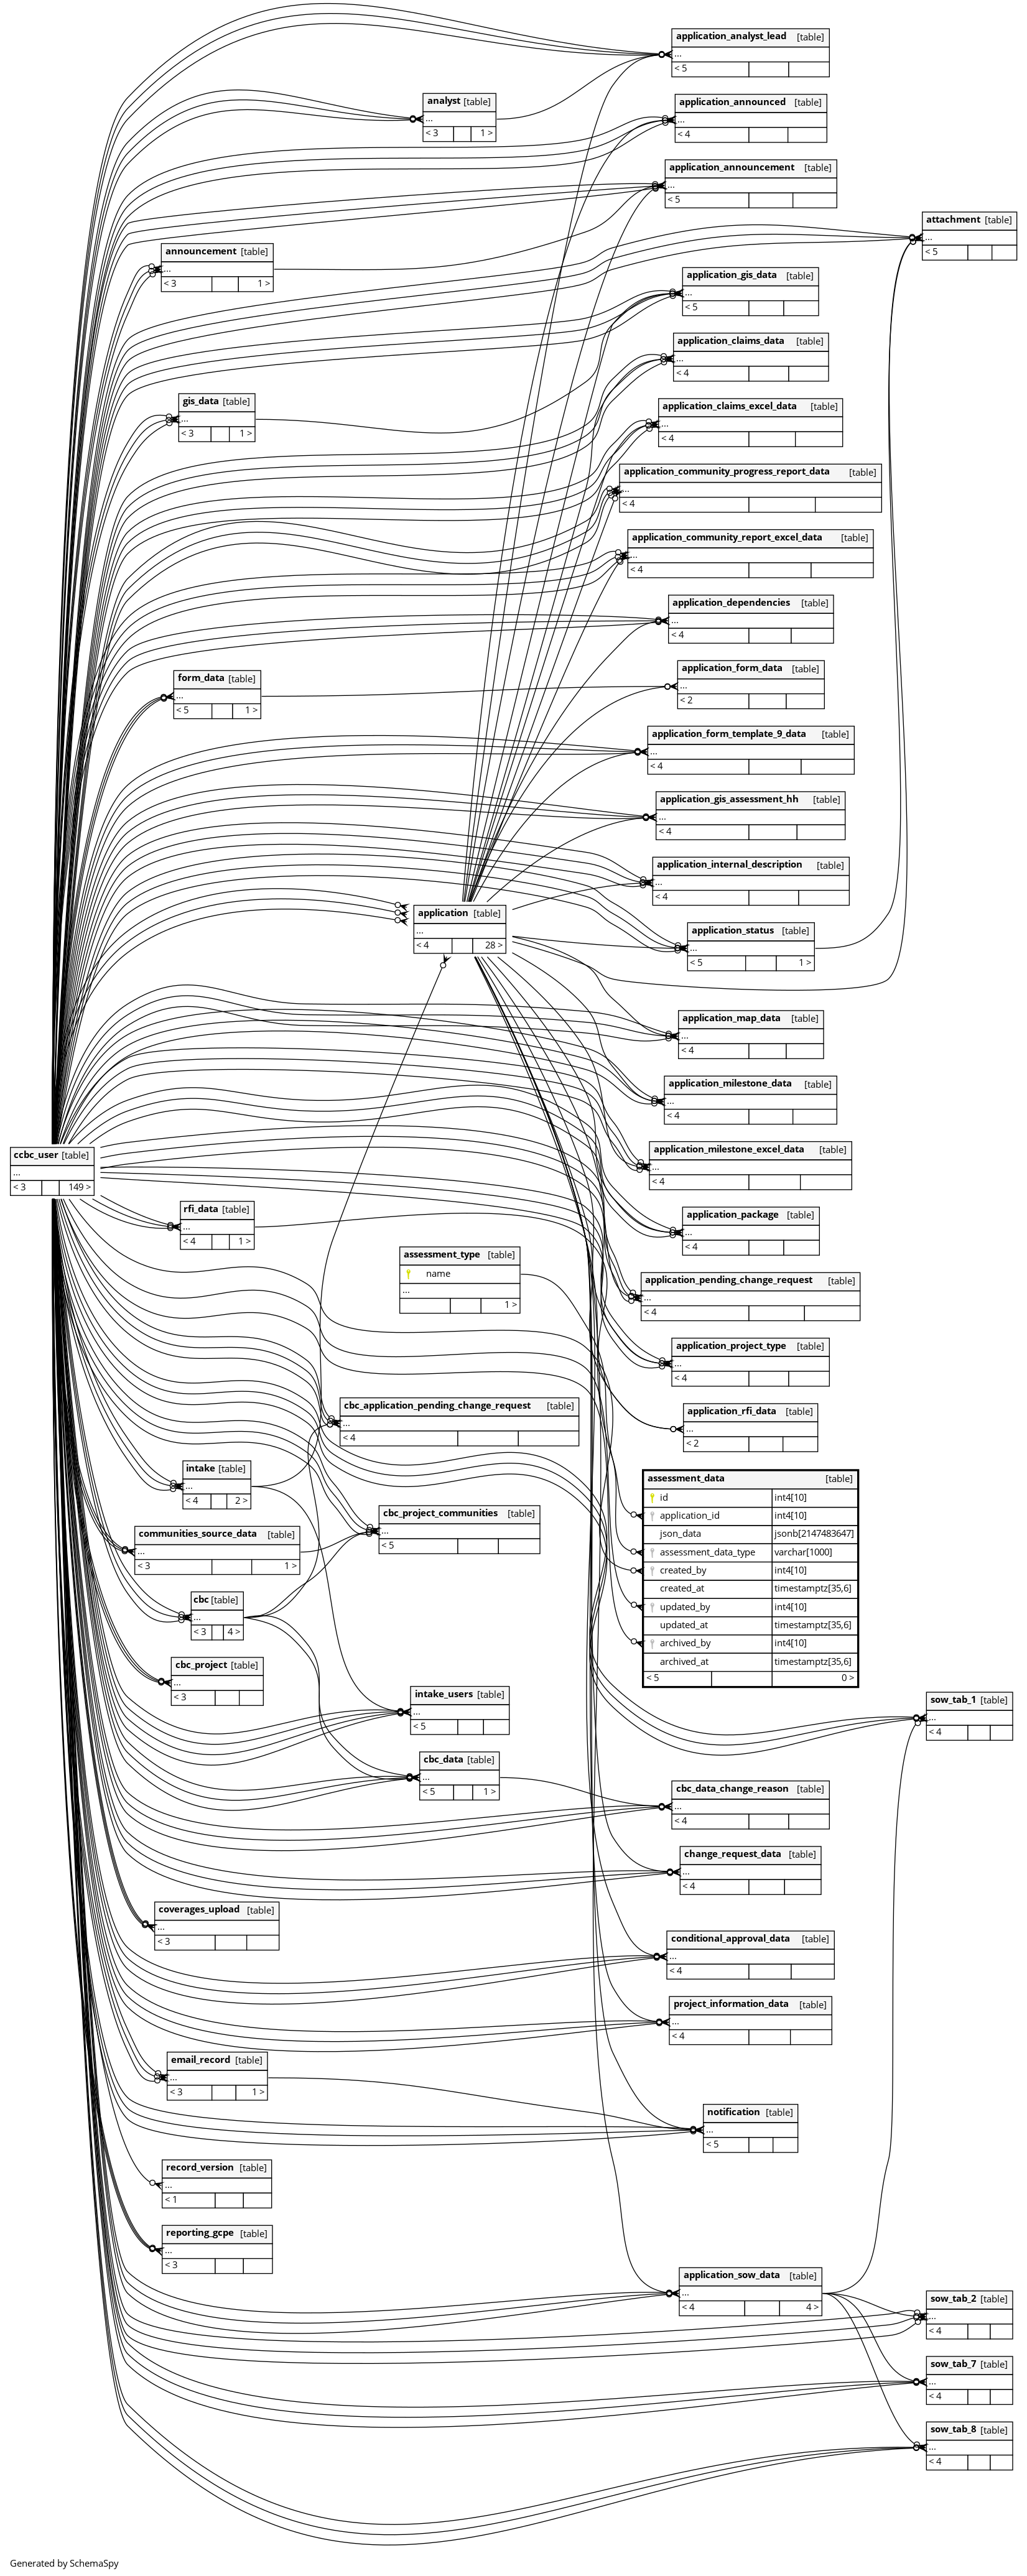 application_analyst_lead [table]
...
< 5
analyst [table]
...
< 3 1 >
application_announced [table]
...
< 4
application_announcement [table]
...
< 5
attachment [table]
...
< 5
announcement [table]
...
< 3 1 >
application_gis_data [table]
...
< 5
application_claims_data [table]
...
< 4
gis_data [table]
...
< 3 1 >
application_claims_excel_data [table]
...
< 4
application_community_progress_report_data [table]
...
< 4
application_community_report_excel_data [table]
...
< 4
application_dependencies [table]
...
< 4
form_data [table]
...
< 5 1 >
application_form_data [table]
...
< 2
application_form_template_9_data [table]
...
< 4
application_gis_assessment_hh [table]
...
< 4
application_internal_description [table]
...
< 4
application [table]
...
< 4 28 >
application_status [table]
...
< 5 1 >
application_map_data [table]
...
< 4
application_milestone_data [table]
...
< 4
ccbc_user [table]
...
< 3 149 >
application_milestone_excel_data [table]
...
< 4
rfi_data [table]
...
< 4 1 >
application_package [table]
...
< 4
assessment_type [table]
name
...
1 >
application_pending_change_request [table]
...
< 4
application_project_type [table]
...
< 4
cbc_application_pending_change_request [table]
...
< 4
application_rfi_data [table]
...
< 2
intake [table]
...
< 4 2 >
assessment_data [table]
id int4[10]
application_id int4[10]
json_data jsonb[2147483647]
assessment_data_type varchar[1000]
created_by int4[10]
created_at timestamptz[35,6]
updated_by int4[10]
updated_at timestamptz[35,6]
archived_by int4[10]
archived_at timestamptz[35,6]
< 5 0 >
cbc_project_communities [table]
...
< 5
communities_source_data [table]
...
< 3 1 >
cbc [table]
...
< 3 4 >
cbc_project [table]
...
< 3
intake_users [table]
...
< 5
sow_tab_1 [table]
...
< 4
cbc_data [table]
...
< 5 1 >
cbc_data_change_reason [table]
...
< 4
change_request_data [table]
...
< 4
coverages_upload [table]
...
< 3
conditional_approval_data [table]
...
< 4
project_information_data [table]
...
< 4
email_record [table]
...
< 3 1 >
notification [table]
...
< 5
record_version [table]
...
< 1
reporting_gcpe [table]
...
< 3
application_sow_data [table]
...
< 4 4 >
sow_tab_2 [table]
...
< 4
sow_tab_7 [table]
...
< 4
sow_tab_8 [table]
...
< 4
Generated by SchemaSpy